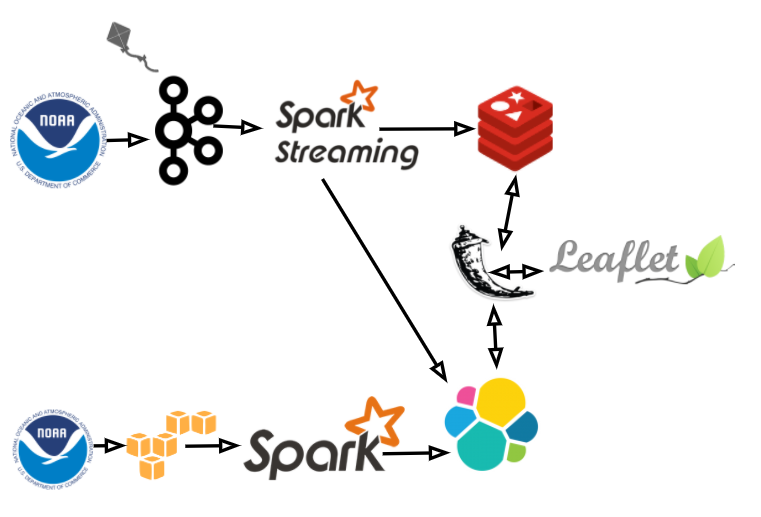 NATIONAL OCEANIC AND ATMOSPHERIC ADMINISTRATION
NOAA
U.S. DEPARTMENT OF COMMERCE
Spark
Streaming
Leaflet
NATIONAL OCEANIC AND ATMOSPHERIC ADMINISTRATION
NOAA
U.S. DEPARTMENT OF COMMERCE
Spark